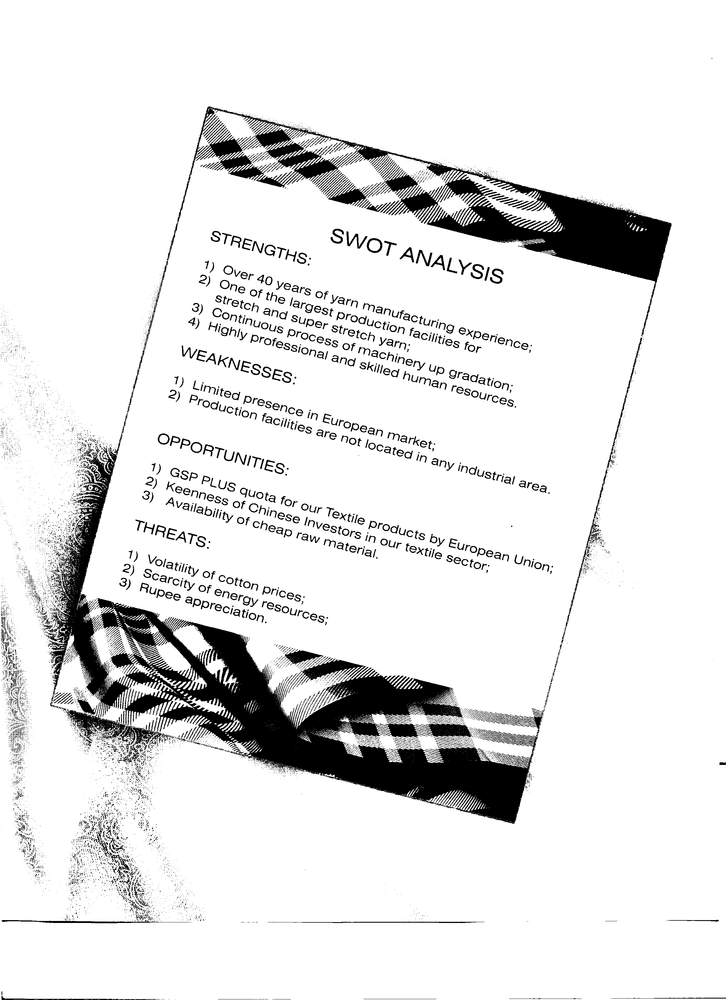 SWOT ANALYSIS
STRENGTHS:
1) Over 40 years of yarn manufacturing experience;
2) One of the largest production facilities for
stretch and super stretch yarn;
3) Continuous process of machinery up gradation;
4) Highly professional and skilled human resources.
WEAKNESSES:
1) Limited presence in European market;
2) Production facilities are not located in any industrial area.
OPPORTUNITIES:
1) GSP PLUS quota for our Textile products by European Union;
2) Keenness of Chinese Investors in our textile sector;
3) Availability of cheap raw material.
THREATS:
1) Volatility of cotton prices;
2) Scarcity of energy resources;
3) Rupee appreciation.